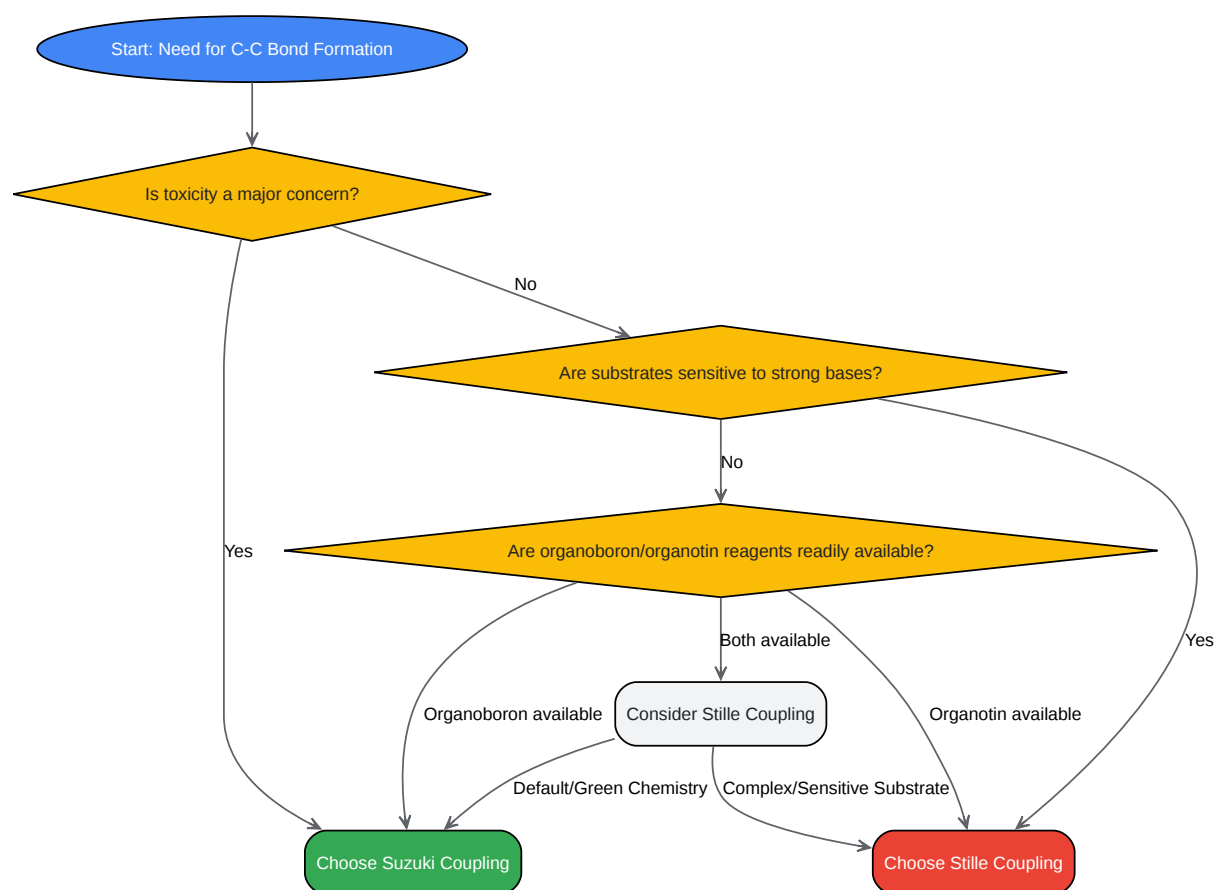 Start: Need for C-C Bond Formation
Is toxicity a major concern?
No
Are substrates sensitive to strong bases?
No
Are organoboron/organotin reagents readily available?
Yes
Both available
Yes
Organoboron available
Consider Stille Coupling
Organotin available
Default/Green Chemistry
Complex/Sensitive Substrate
Choose Suzuki Coupling
Choose Stille Coupling